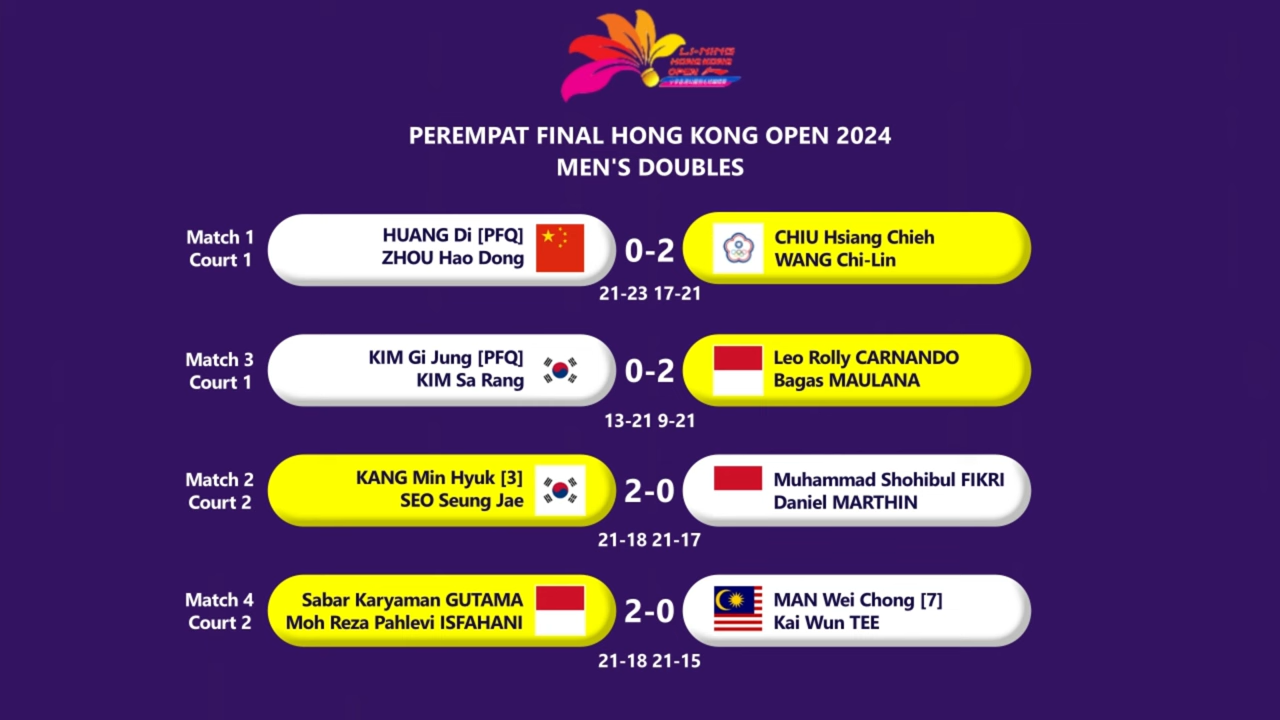 LI-NING
HONG KONG
OPEN
PEREMPAT FINAL HONG KONG OPEN 2024
MEN'S DOUBLES
Match 1
Court 1
HUANG Di [PFQ]
ZHOU Hao Dong
0-2
CHIU Hsiang Chieh
WANG Chi-Lin
21-23 17-21
Match 3
Court 1
KIM Gi Jung [PFQ]
KIM Sa Rang
0-2
Leo Rolly CARNANDO
Bagas MAULANA
13-21 9-21
Match 2
Court 2
KANG Min Hyuk [3]
SEO Seung Jae
2-0
Muhammad Shohibul FIKRI
Daniel MARTHIN
21-18 21-17
Match 4
Court 2
Sabar Karyaman GUTAMA
Moh Reza Pahlevi ISFAHANI
2-0
MAN Wei Chong [7]
Kai Wun TEE
21-18 21-15